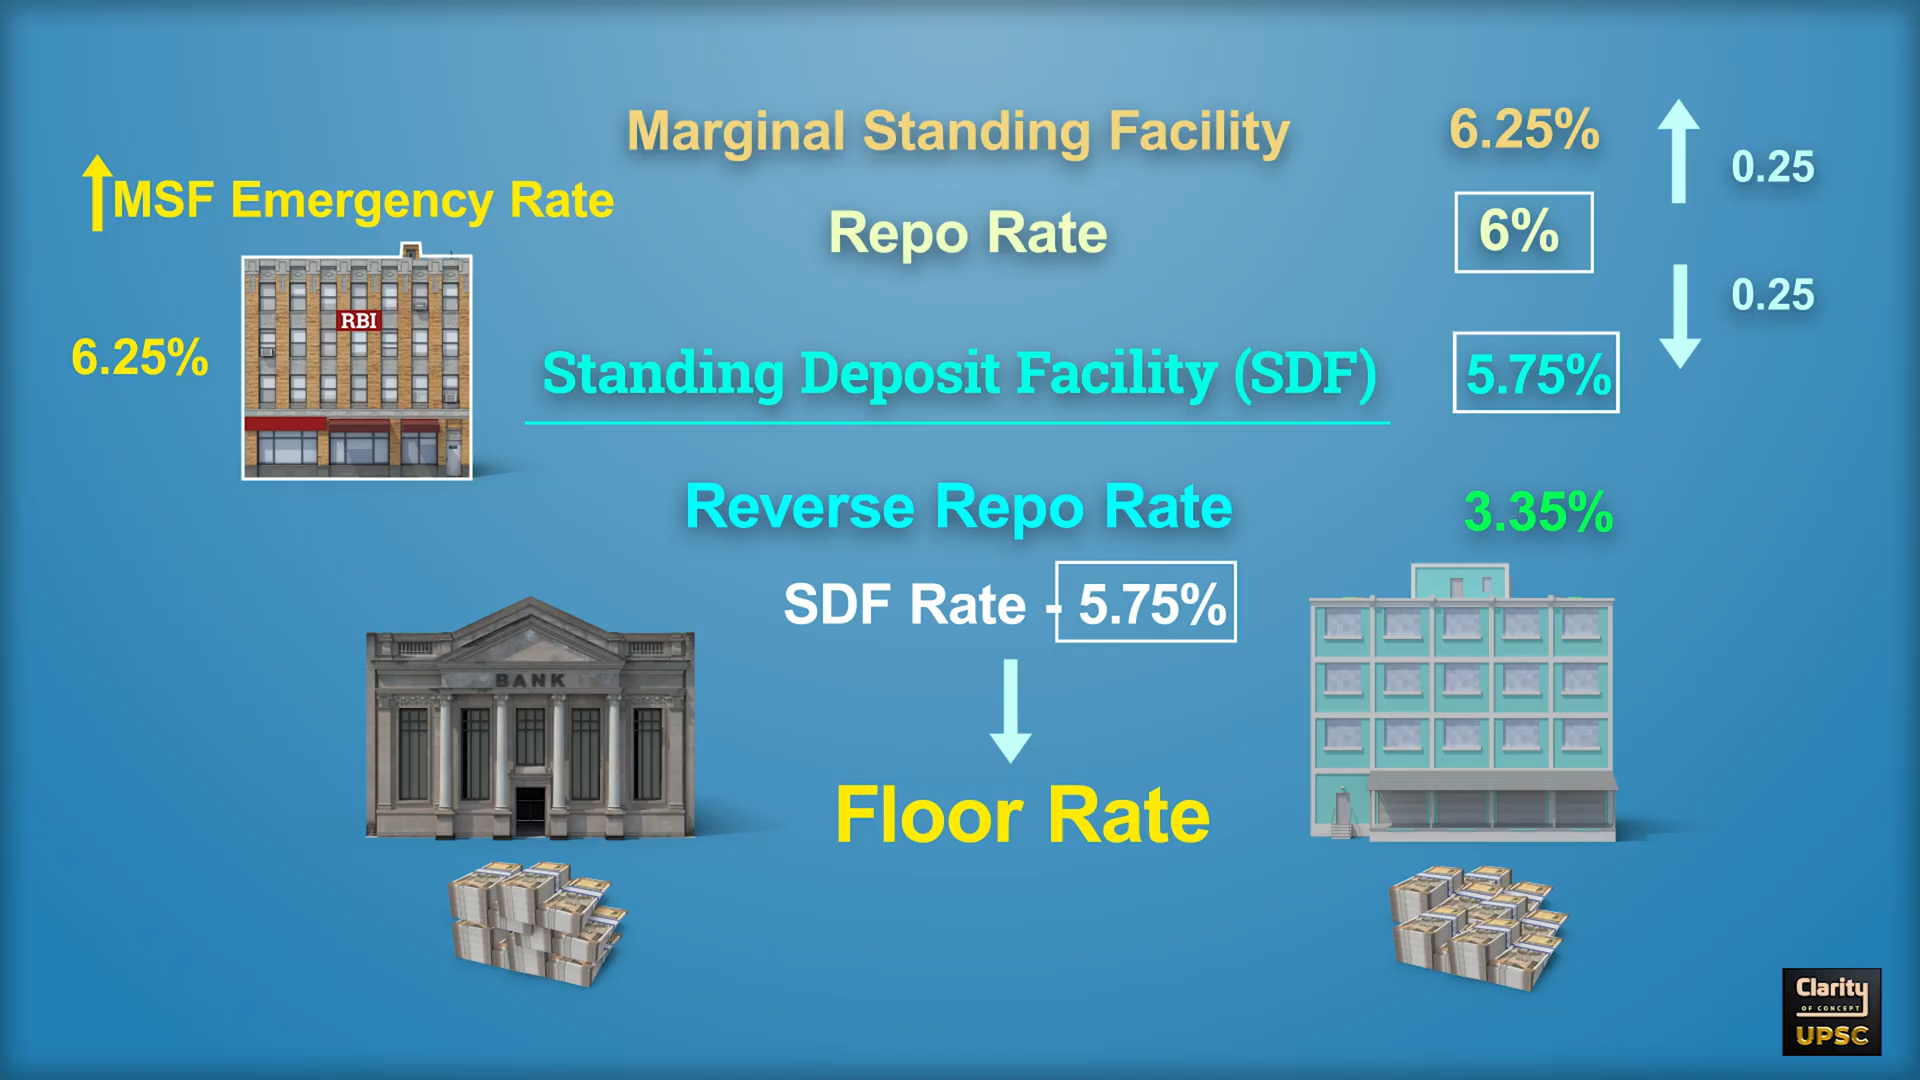 Marginal Standing Facility 6.25%
0.25
MSF Emergency Rate
Repo Rate 6%
0.25
RBI
6.25%
Standing Deposit Facility (SDF) 5.75%
Reverse Repo Rate 3.35%
SDF Rate - 5.75%
BANK
Floor Rate
Clarity
OF CONCEPT
UPSC